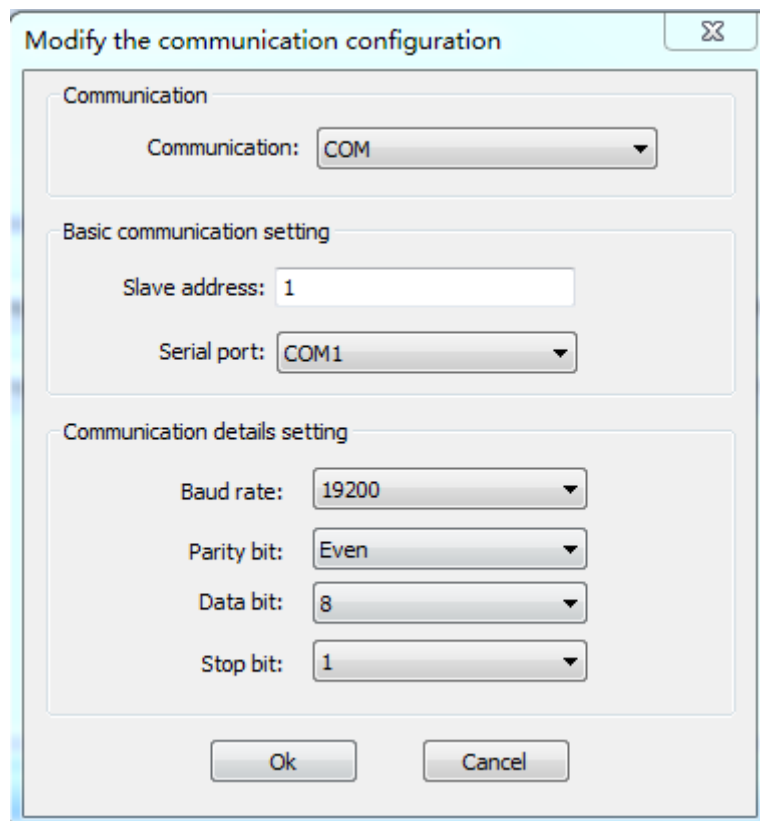 Modify the communication configuration
Communication
Communication: COM
Basic communication setting
Slave address: 1
Serial port: COM1
Communication details setting
Baud rate: 19200
Parity bit: Even
Data bit: 8
Stop bit: 1
Ok Cancel